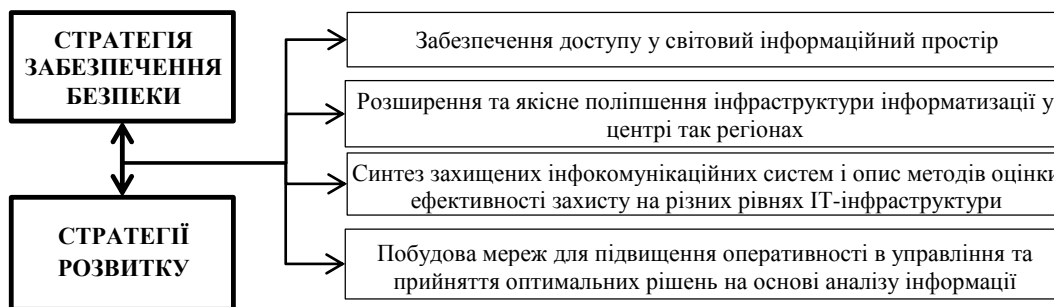 СТРАТЕГІЯ
ЗАБЕЗПЕЧЕННЯ
БЕЗПЕКИ
СТРАТЕГІЇ
РОЗВИТКУ
Забезпечення доступу у світовий інформаційний простір
Розширення та якісне поліпшення інфраструктури інформатизації у
центрі так регіонах
Синтез захищених інфокомунікаційних систем і опис методів оцінки
ефективності захисту на різних рівнях ІТ-інфраструктури
Побудова мереж для підвищення оперативності в управління та
прийняття оптимальних рішень на основі аналізу інформації